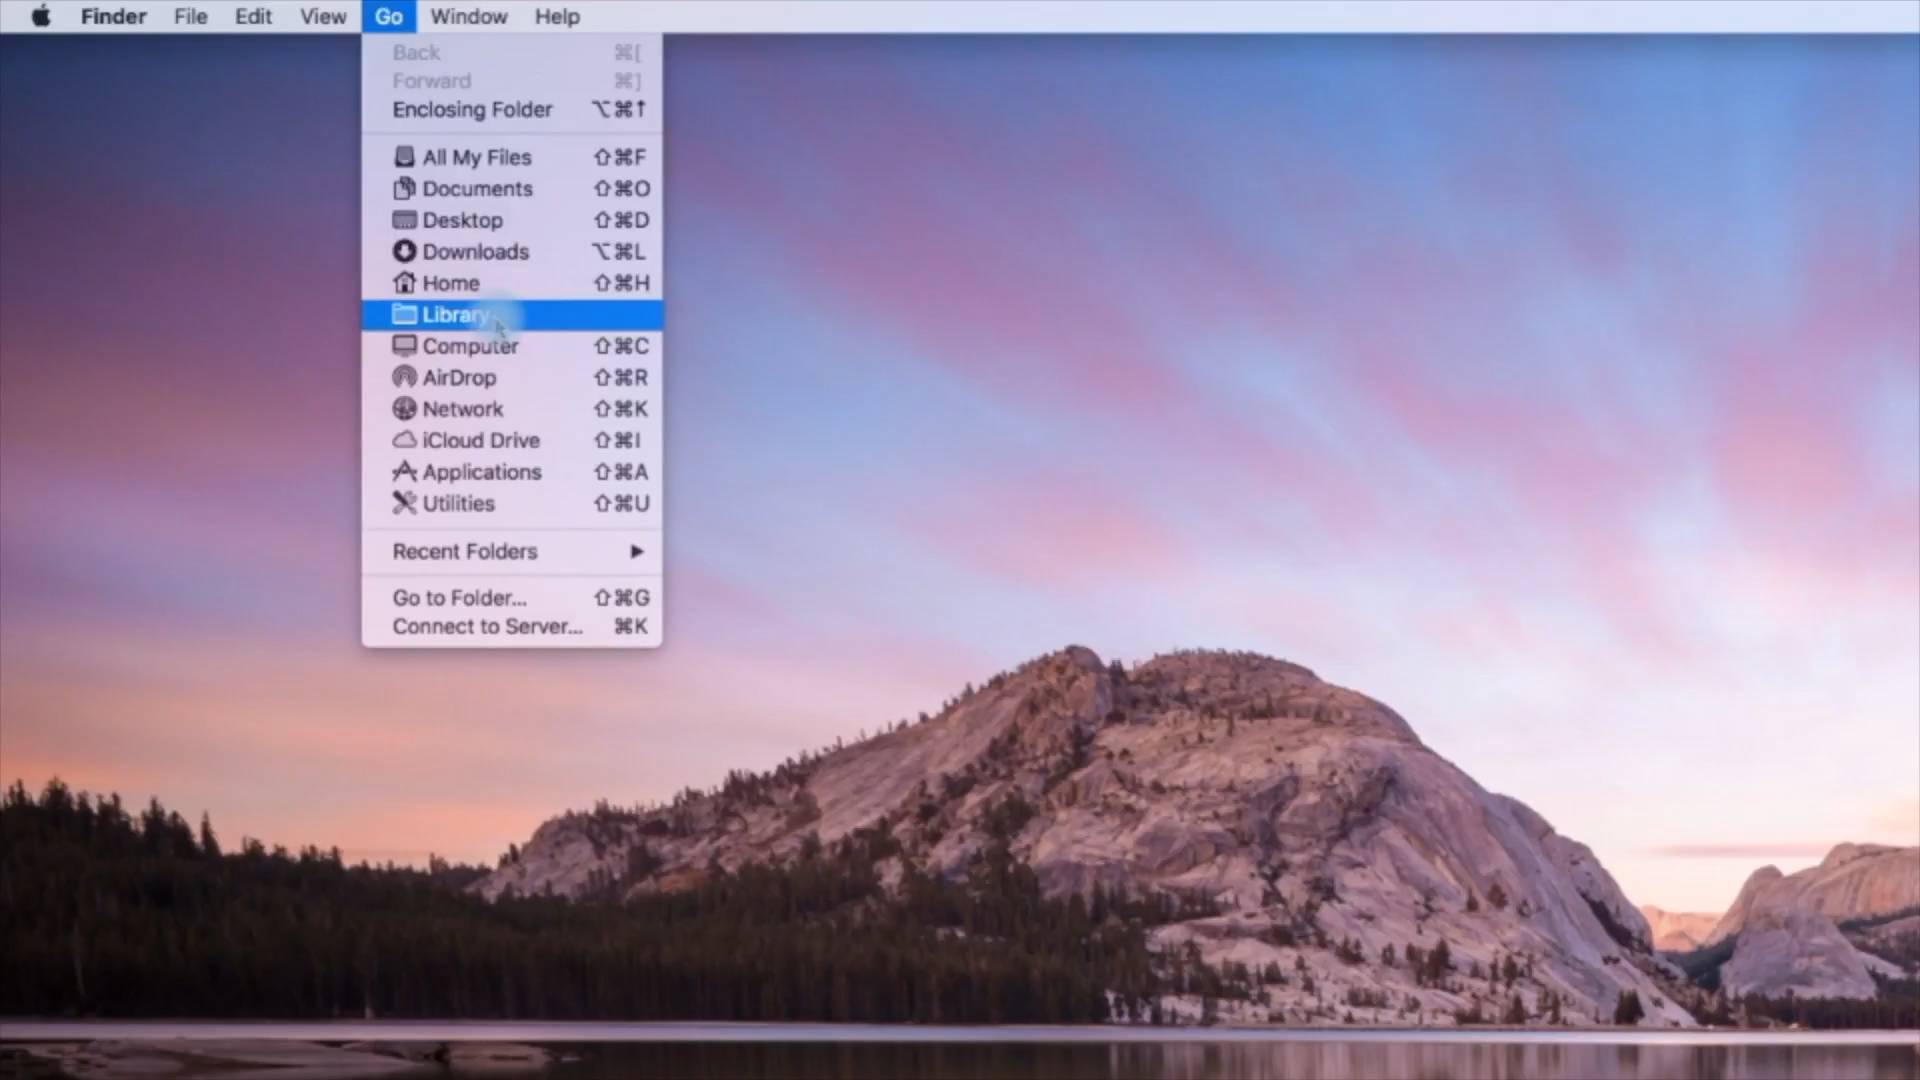 Finder File Edit View Go Window Help
Back ⌘[
Forward ⌘]
Enclosing Folder ⌥⌘↑
All My Files ⇧⌘F
Documents ⇧⌘O
Desktop ⇧⌘D
Downloads ⌥⌘L
Home ⇧⌘H
Library
Computer ⇧⌘C
AirDrop ⇧⌘R
Network ⇧⌘K
iCloud Drive ⇧⌘I
Applications ⇧⌘A
Utilities ⇧⌘U
Recent Folders ▶
Go to Folder... ⇧⌘G
Connect to Server... ⌘K